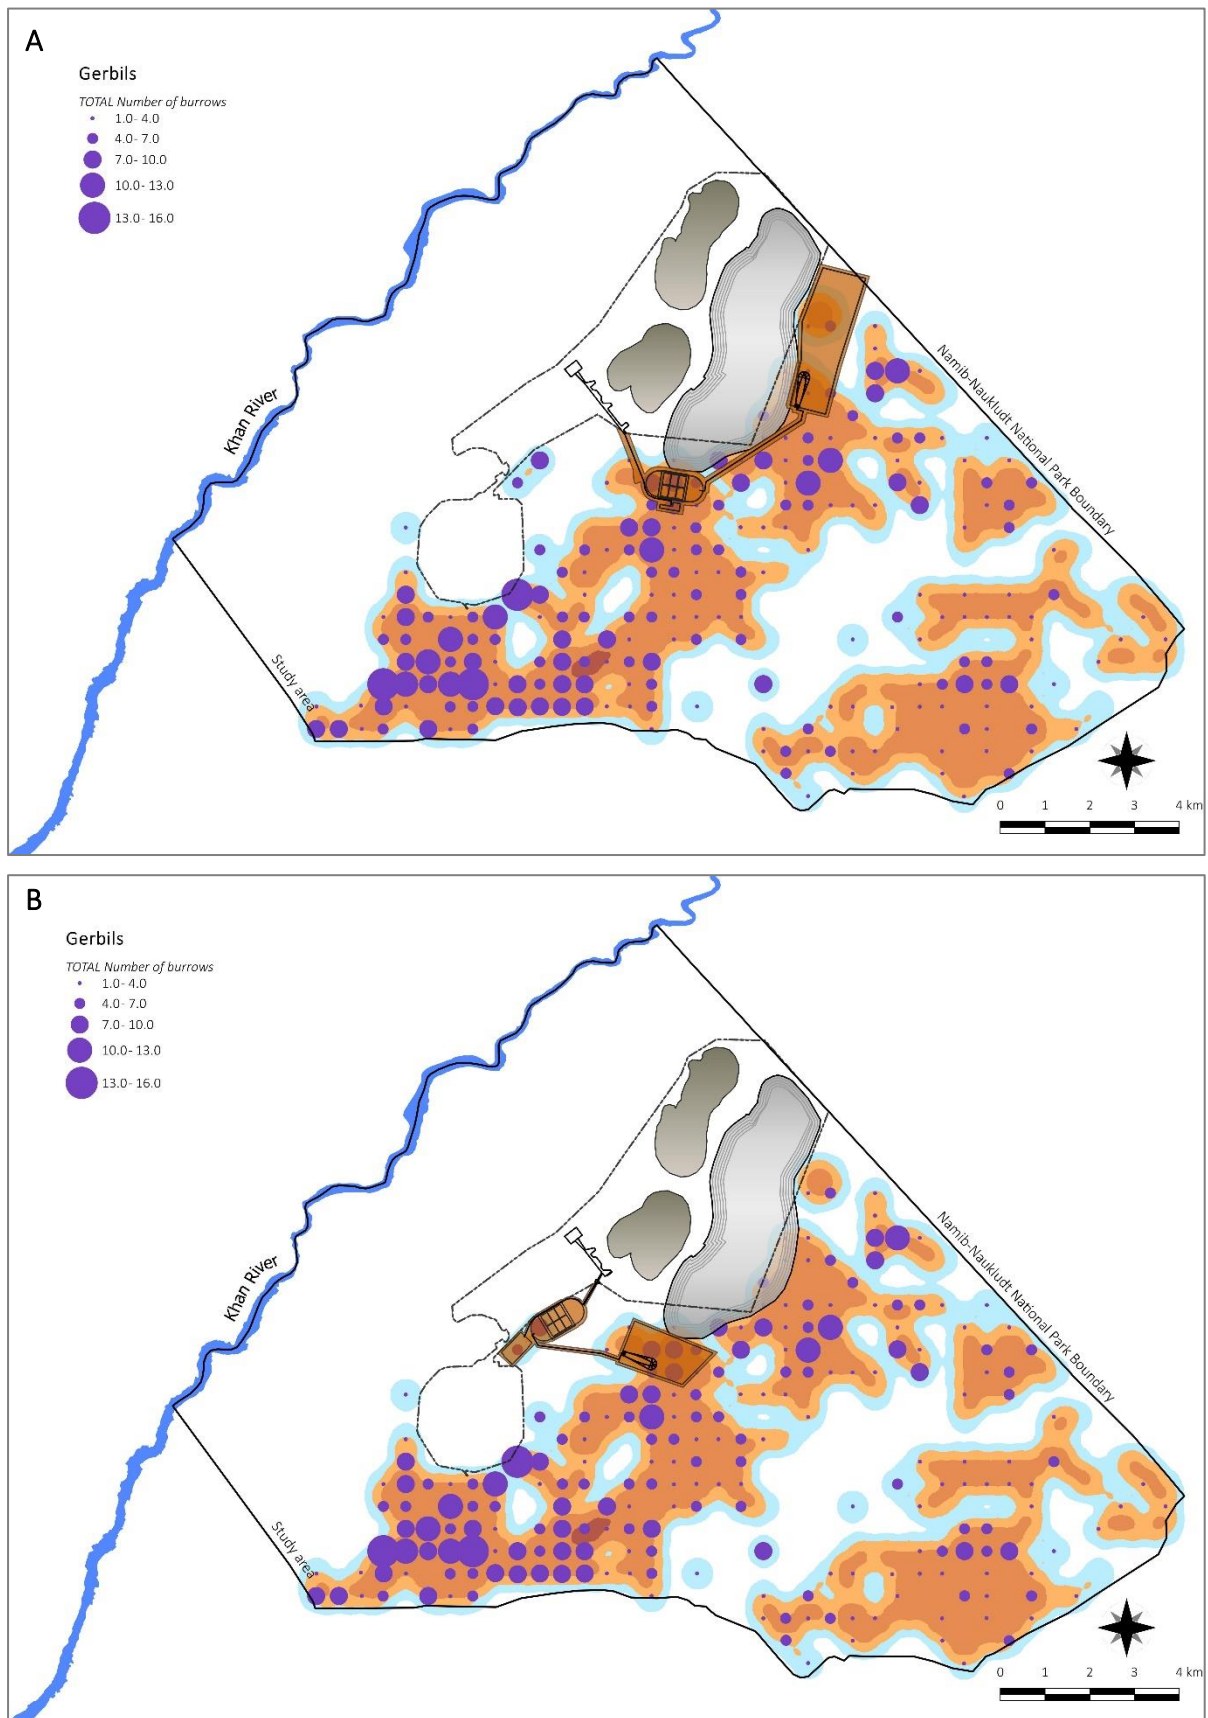 A
Gerbils
TOTAL Number of burrows
1.0- 4.0
4.0- 7.0
7.0- 10.0
10.0- 13.0
13.0- 16.0
Khan River
Namib-Naukludt National Park Boundary
Study area
0 1 2 3 4 km
B
Gerbils
TOTAL Number of burrows
1.0- 4.0
4.0- 7.0
7.0- 10.0
10.0- 13.0
13.0- 16.0
Khan River
Namib-Naukludt National Park Boundary
Study area
0 1 2 3 4 km